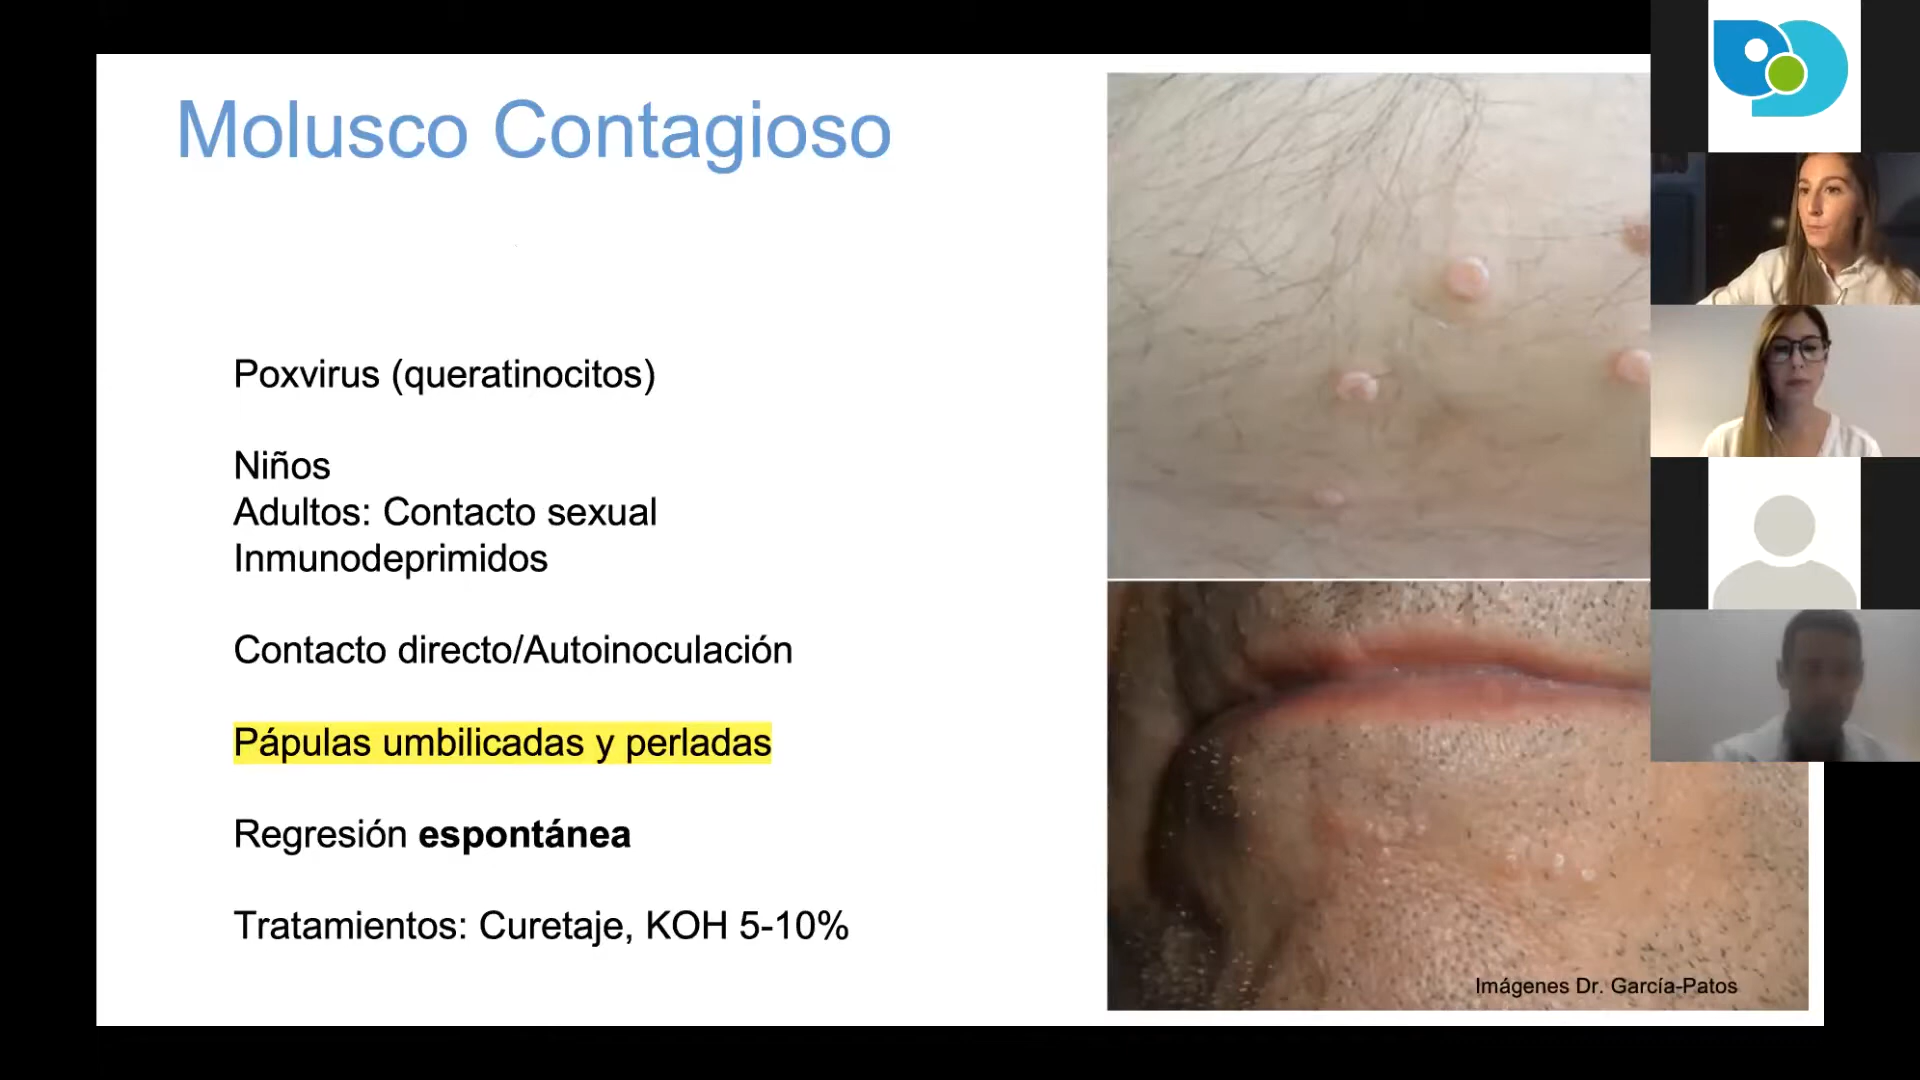 Molusco Contagioso
Poxvirus (queratinocitos)
Niños
Adultos: Contacto sexual
Inmunodeprimidos
Contacto directo/Autoinoculación
Pápulas umbilicadas y perladas
Regresión espontánea
Tratamientos: Curetaje, KOH 5-10%
Imágenes Dr. García-Patos